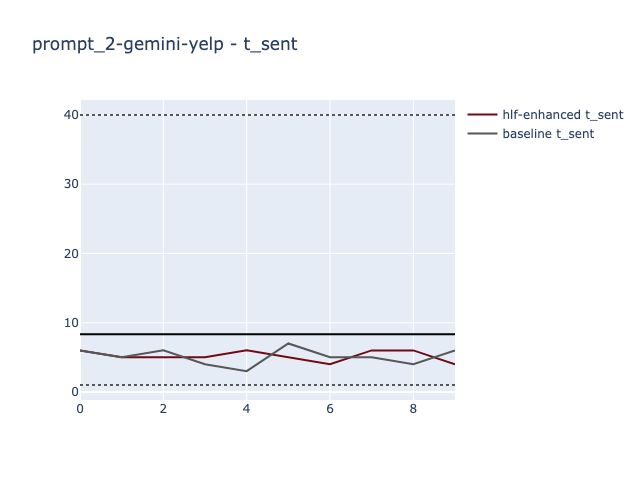 prompt_2-gemini-yelp - t_sent
hlf-enhanced t_sent
baseline t_sent
40
30
20
10
0
0 2 4 6 8